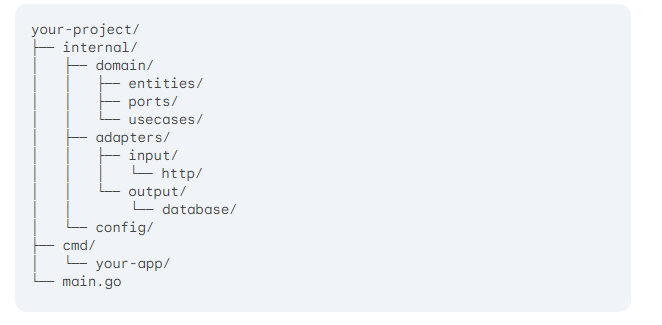 your-project/
├── internal/
│   ├── domain/
│   │   ├── entities/
│   │   ├── ports/
│   │   └── usecases/
│   ├── adapters/
│   │   ├── input/
│   │   │   └── http/
│   │   └── output/
│   │       └── database/
│   └── config/
├── cmd/
│   └── your-app/
└── main.go